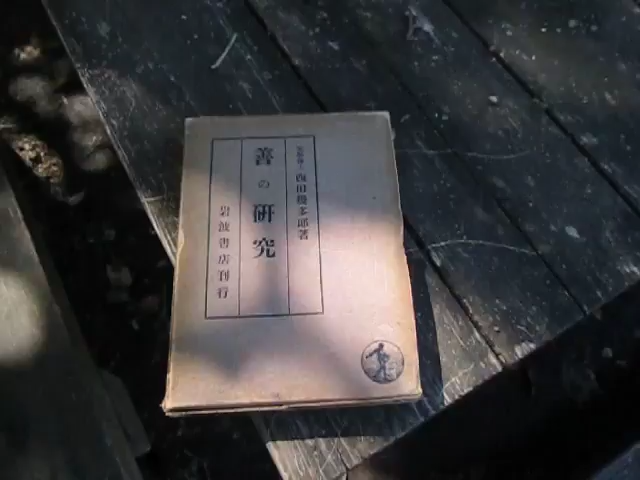 西田幾多郎著
善の研究
岩波書店刊行